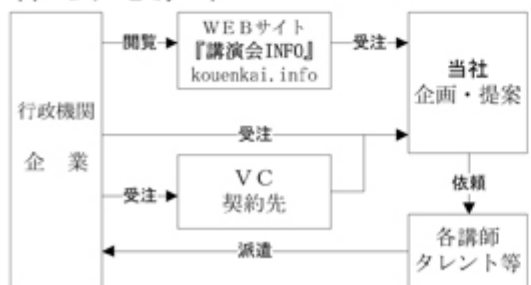 行政機関
企 業
閲覧
WEBサイト
『講演会INFO』
kouenkai.info
受注
当社
企画・提案
受注
受注
VC
契約先
依頼
各講師
タレント等
派遣